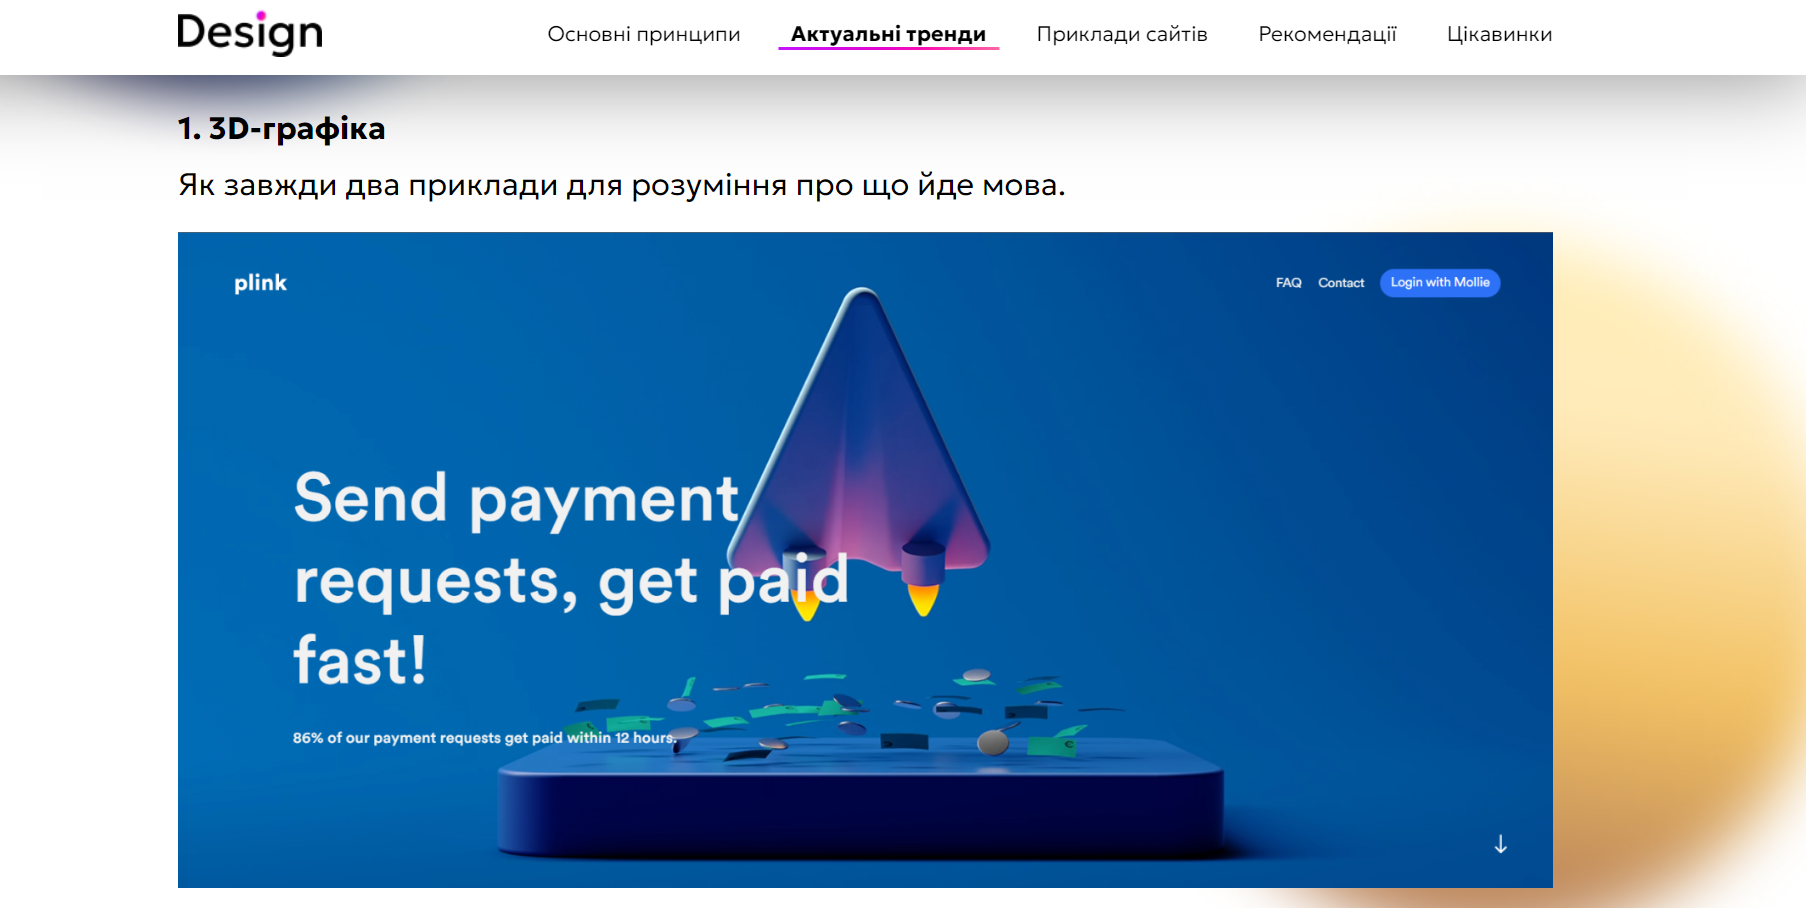 Design
Основні принципи
Актуальні тренди
Приклади сайтів
Рекомендації
Цікавинки
1. 3D-графіка
Як завжди два приклади для розуміння про що йде мова.
plink
FAQ
Contact
Login with Mollie
Send payment
requests, get paid
fast!
86% of our payment requests get paid within 12 hours.